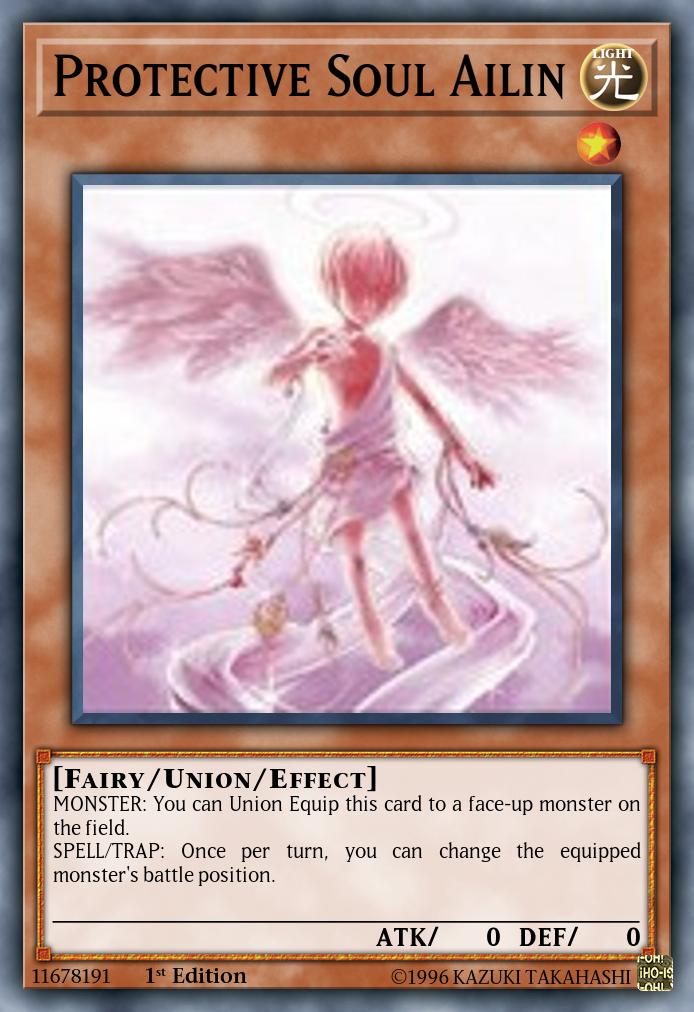 PROTECTIVE SOUL AILIN
LIGHT
光
[FAIRY/UNION/EFFECT]
MONSTER: You can Union Equip this card to a face-up monster on
the field.
SPELL/TRAP: Once per turn, you can change the equipped
monster's battle position.
ATK/ 0 DEF/ 0
11678191 1st Edition ©1996 KAZUKI TAKAHASHI